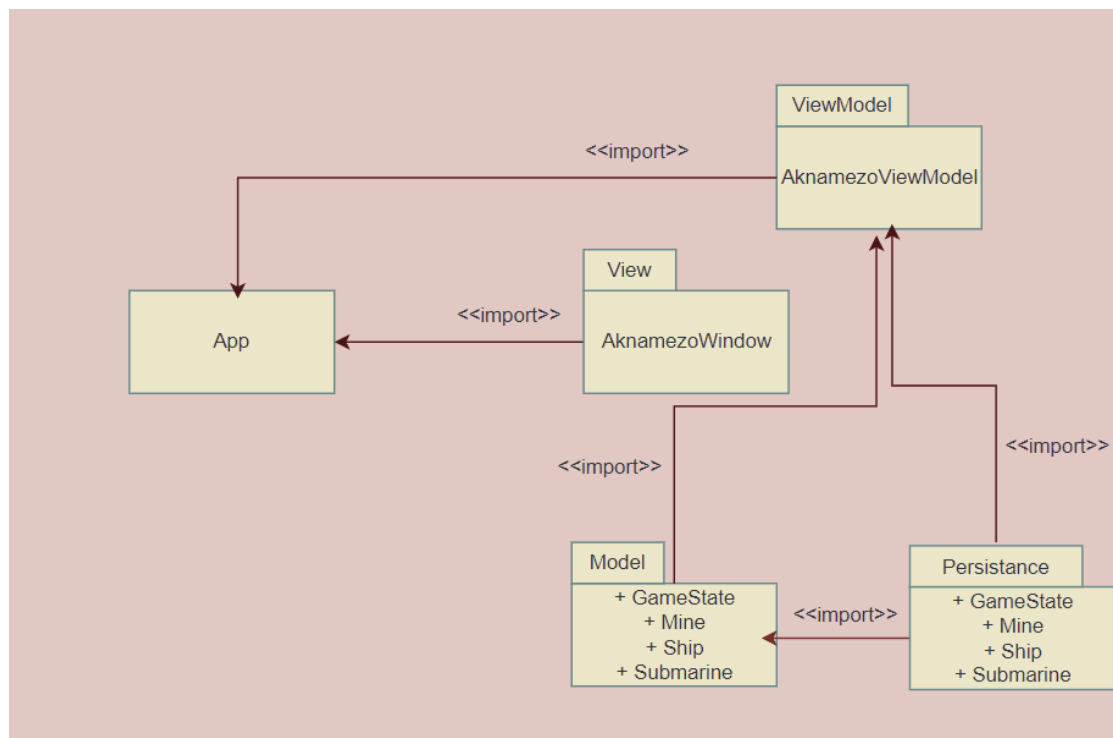 ViewModel
<<import>>
AknamezoViewModel
View
<<import>>
App
AknamezoWindow
<<import>>
<<import>>
Model
Persistance
+ GameState
+ Mine
+ Ship
+ Submarine
<<import>>
+ GameState
+ Mine
+ Ship
+ Submarine